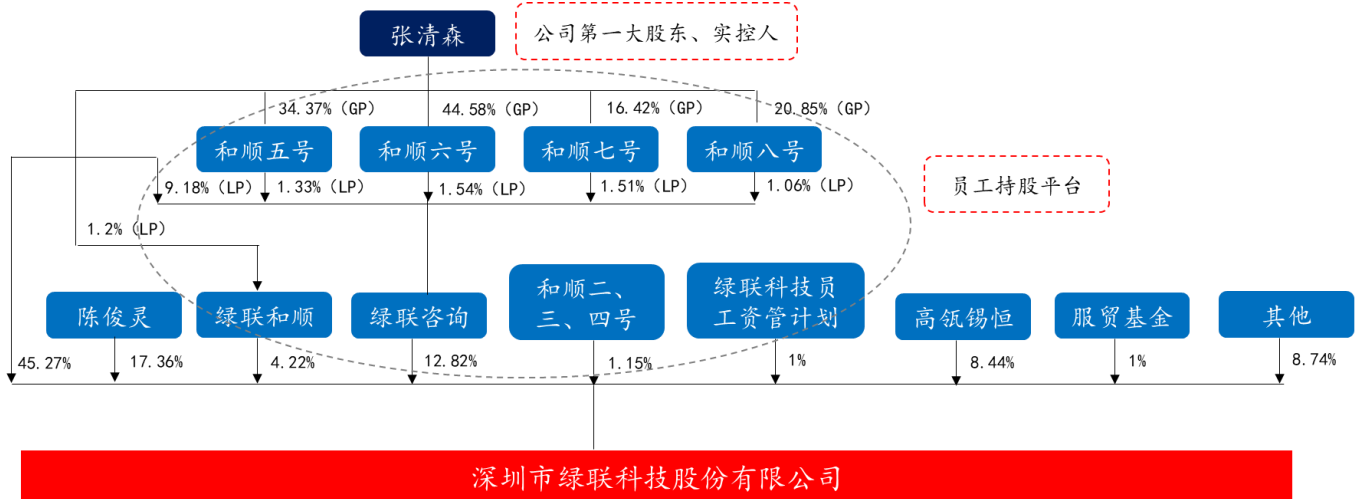 张清森
公司第一大股东、实控人
34.37%（GP）
44.58%（GP）
16.42%（GP）
20.85%（GP）
和顺五号
和顺六号
和顺七号
和顺八号
9.18%（LP）
1.33%（LP）
1.54%（LP）
1.51%（LP）
1.06%（LP）
员工持股平台
1.2%（LP）
陈俊灵
绿联和顺
绿联咨询
和顺二、
三、四号
绿联科技员
工资管计划
高瓴锡恒
服贸基金
其他
45.27%
17.36%
4.22%
12.82%
1.15%
1%
8.44%
1%
8.74%
深圳市绿联科技股份有限公司